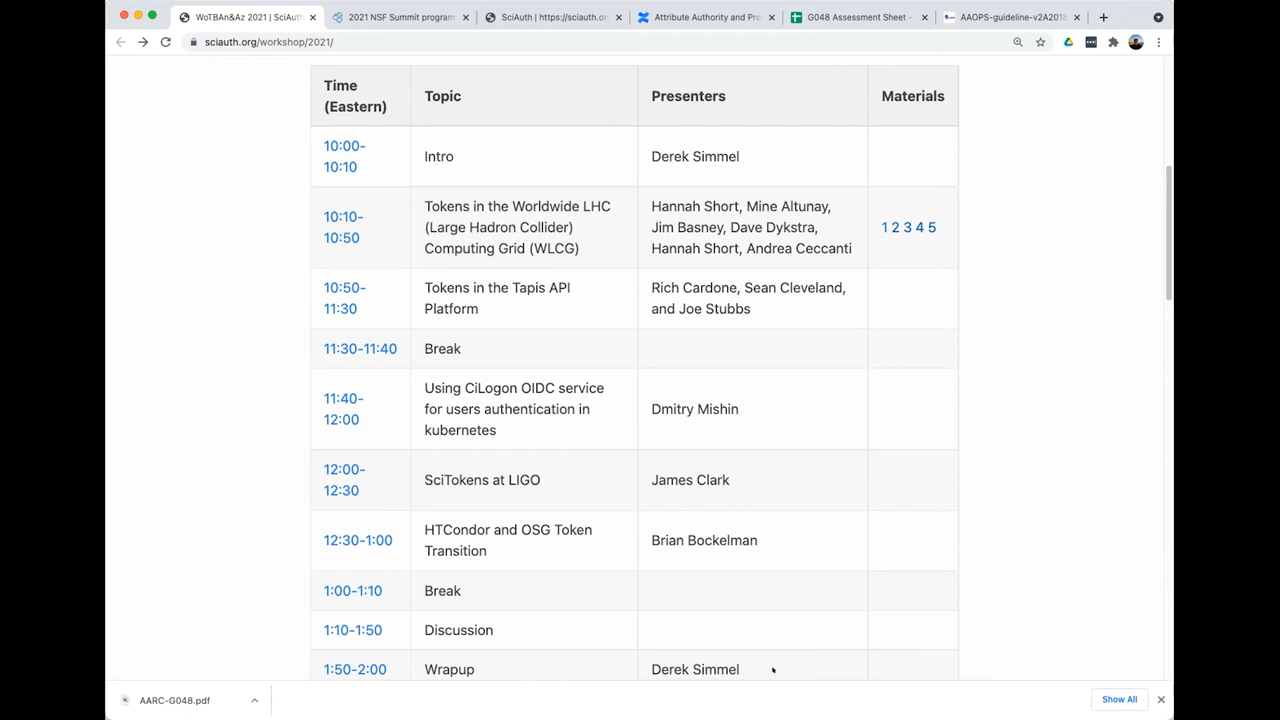 WoTBAn&Az 2021 | SciAuth
2021 NSF Summit program
SciAuth | https://sciauth.or
Attribute Authority and Pro
G048 Assessment Sheet -
AAOPS-guideline-v2A2018
sciauth.org/workshop/2021/
Time
(Eastern)
Topic
Presenters
Materials
10:00-
10:10
Intro
Derek Simmel
10:10-
10:50
Tokens in the Worldwide LHC
(Large Hadron Collider)
Computing Grid (WLCG)
Hannah Short, Mine Altunay,
Jim Basney, Dave Dykstra,
Hannah Short, Andrea Ceccanti
1 2 3 4 5
10:50-
11:30
Tokens in the Tapis API
Platform
Rich Cardone, Sean Cleveland,
and Joe Stubbs
11:30-11:40
Break
11:40-
12:00
Using CiLogon OIDC service
for users authentication in
kubernetes
Dmitry Mishin
12:00-
12:30
SciTokens at LIGO
James Clark
12:30-1:00
HTCondor and OSG Token
Transition
Brian Bockelman
1:00-1:10
Break
1:10-1:50
Discussion
1:50-2:00
Wrapup
Derek Simmel
AARC-G048.pdf
Show All